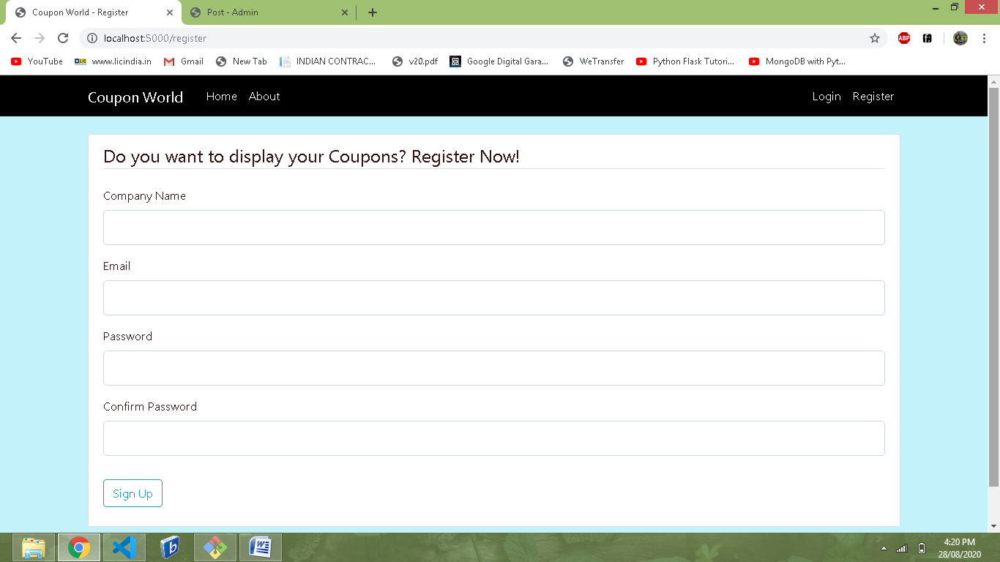 Coupon World - Register
Post - Admin
localhost:5000/register
ABP
YouTube
www.licindia.in
Gmail
New Tab
INDIAN CONTRAC...
v20.pdf
Google Digital Gara...
WeTransfer
Python Flask Tutori...
MongoDB with Pyt...
Coupon World Home About Login Register
Do you want to display your Coupons? Register Now!
Company Name
Email
Password
Confirm Password
Sign Up
4:20 PM
28/08/2020